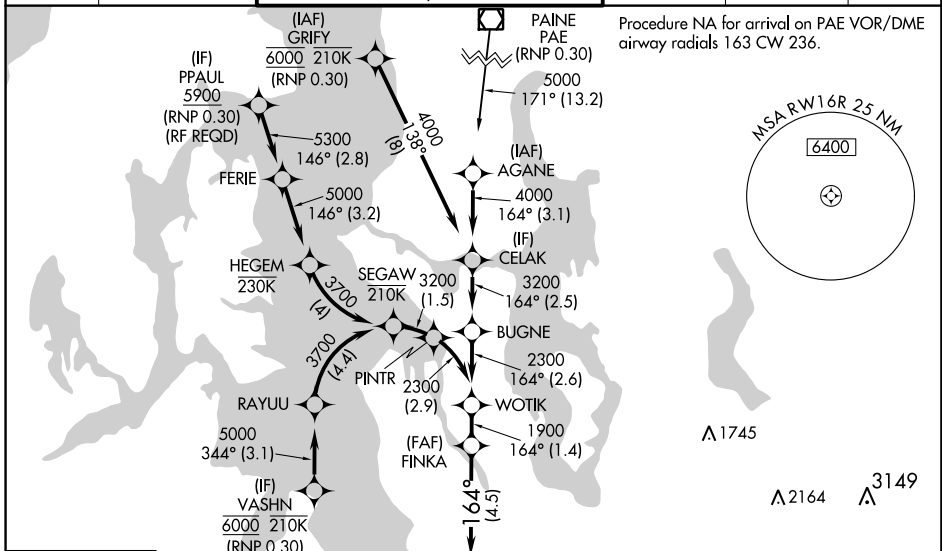 (IAF)
GRIFY
6000 210K
(RNP 0.30)
PAINE
PAE
(RNP 0.30)
Procedure NA for arrival on PAE VOR/DME
airway radials 163 CW 236.
(IF)
PPAUL
5900
(RNP 0.30)
(RF REQD)
5000
171° (13.2)
MSA RW16R 25 NM
6400
4000
138°
(8)
5300
146° (2.8)
(IAF)
AGANE
FERIE
5000
146° (3.2)
4000
164° (3.1)
(IF)
CELAK
HEGEM
230K
SEGAW
210K
3200
(1.5)
3200
164° (2.5)
3700
(4)
BUGNE
3700
(4.4)
PINTR
2300
(2.9)
2300
164° (2.6)
RAYUU
WOTIK
5000
344° (3.1)
(FAF)
FINKA
1900
164° (1.4)
1745
(IF)
VASHN
6000 210K
(RNP 0.30)
164°
(4.5)
2164
3149